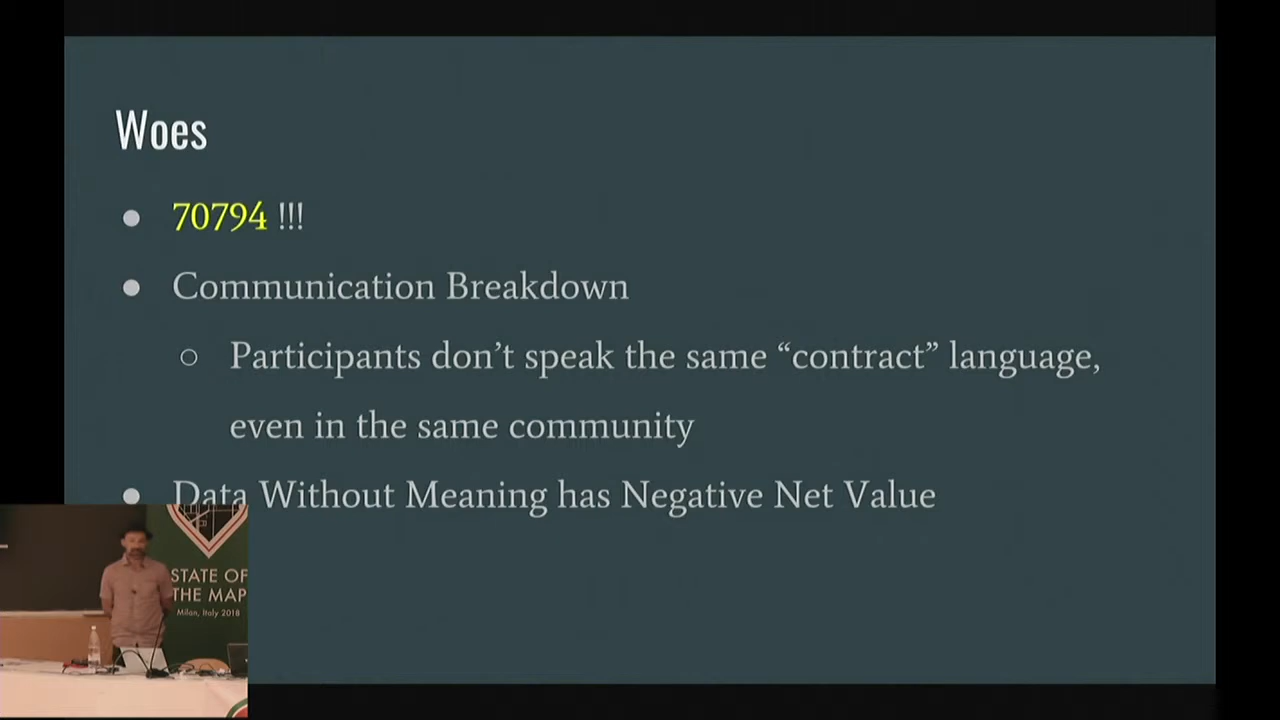 Woes
70794 !!!
Communication Breakdown
Participants don’t speak the same “contract” language,
even in the same community
Data Without Meaning has Negative Net Value
STATE OF
THE MAP
Milan, Italy 2018